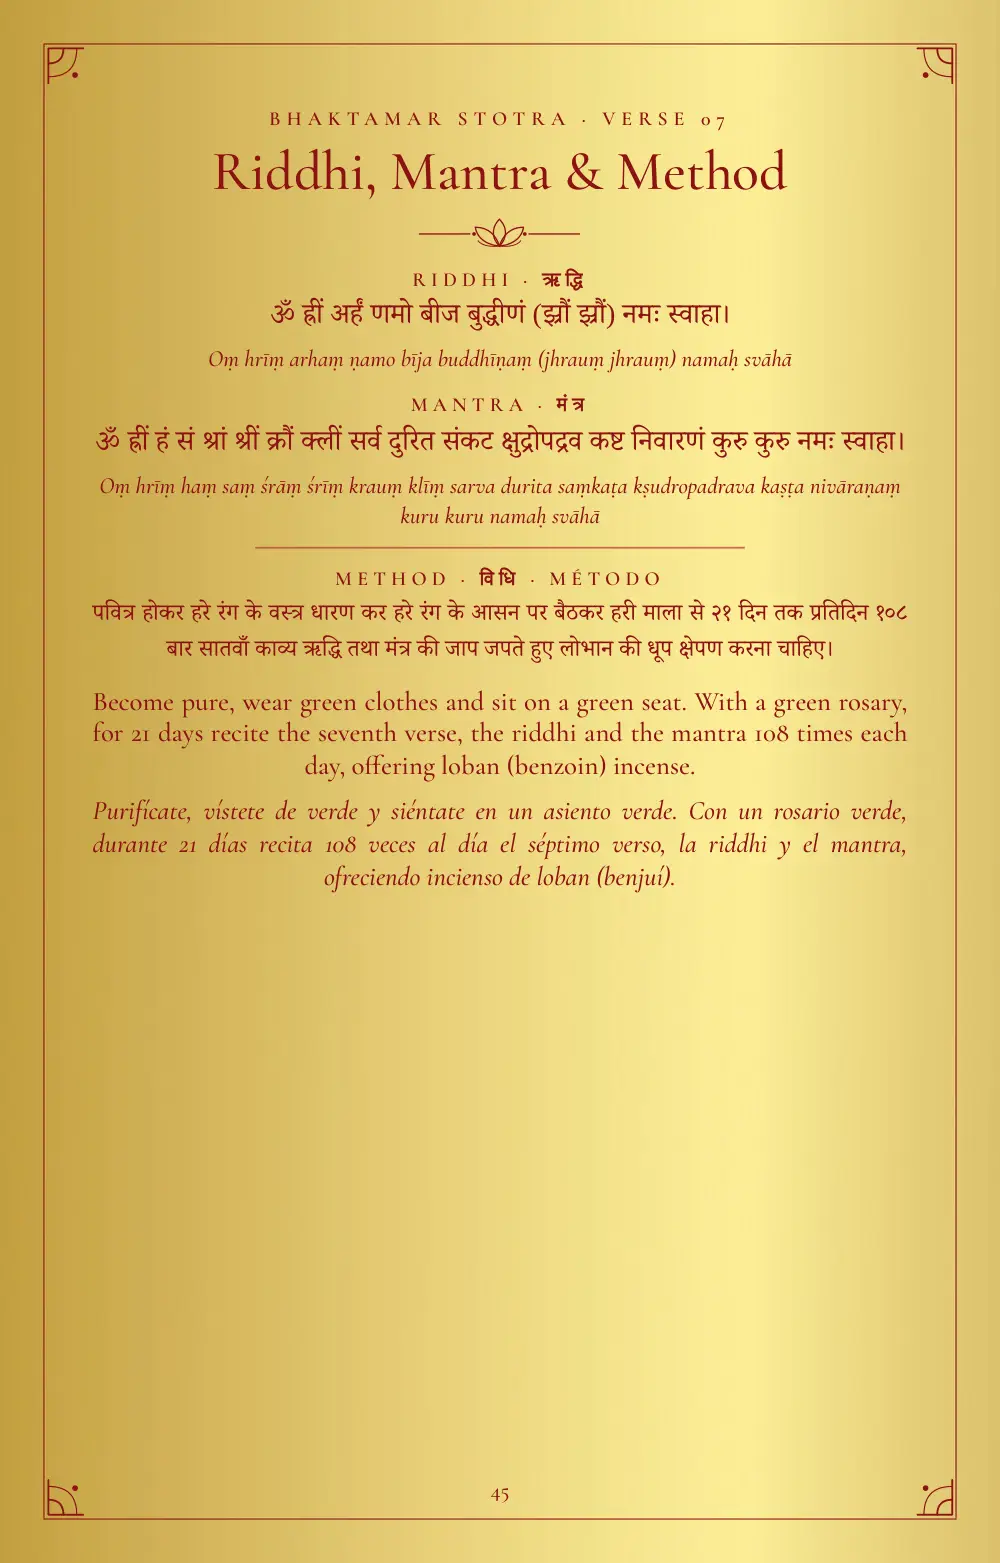 BHAKTAMAR STOTRA · VERSE 07
Riddhi, Mantra & Method
RIDDHI · ऋद्धि
ॐ ह्रीं अर्हं णमो बीज बुद्धीणं (झ्रौं झ्रौं) नमः स्वाहा।
Oṃ hrīṃ arhaṃ ṇamo bīja buddhīṇaṃ (jhrauṃ jhrauṃ) namaḥ svāhā
MANTRA · मंत्र
ॐ ह्रीं हं सं श्रां श्रीं क्रौं क्लीं सर्व दुरित संकट क्षुद्रोपद्रव कष्ट निवारणं कुरु कुरु नमः स्वाहा।
Oṃ hrīṃ haṃ saṃ śrāṃ śrīṃ krauṃ klīṃ sarva durita saṃkaṭa kṣudropadrava kaṣṭa nivāraṇaṃ
kuru kuru namaḥ svāhā
METHOD · विधि · MÉTODO
पवित्र होकर हरे रंग के वस्त्र धारण कर हरे रंग के आसन पर बैठकर हरी माला से २१ दिन तक प्रतिदिन १०८
बार सातवाँ काव्य ऋद्धि तथा मंत्र की जाप जपते हुए लोभान की धूप क्षेपण करना चाहिए।
Become pure, wear green clothes and sit on a green seat. With a green rosary,
for 21 days recite the seventh verse, the riddhi and the mantra 108 times each
day, offering loban (benzoin) incense.
Purifícate, vístete de verde y siéntate en un asiento verde. Con un rosario verde,
durante 21 días recita 108 veces al día el séptimo verso, la riddhi y el mantra,
ofreciendo incienso de loban (benjuí).
45